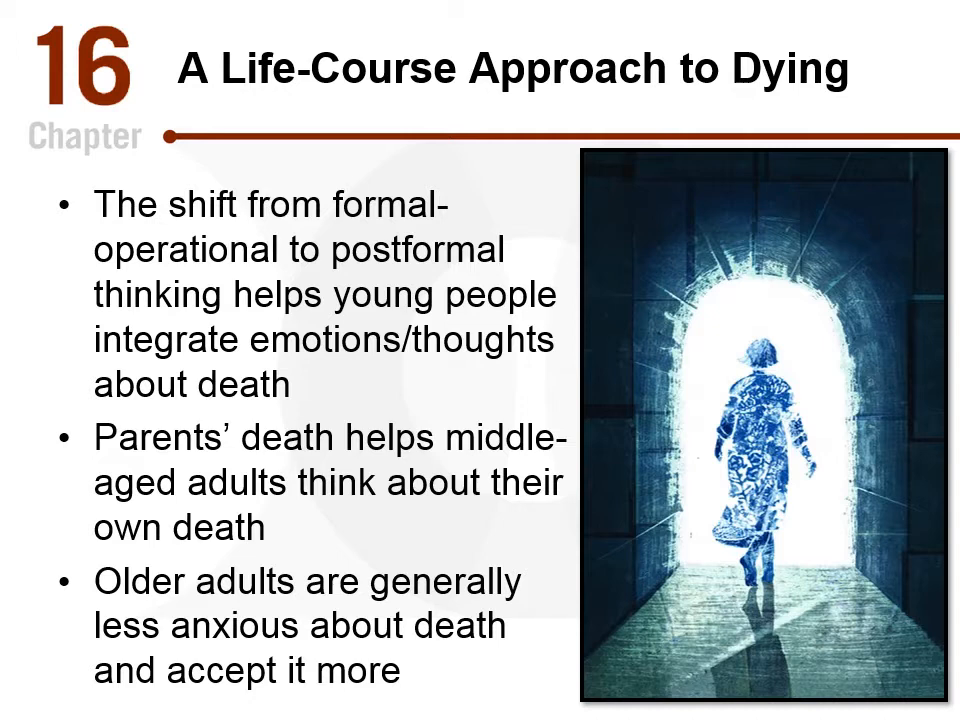 16
Chapter
A Life-Course Approach to Dying
• The shift from formal-
operational to postformal
thinking helps young people
integrate emotions/thoughts
about death
• Parents’ death helps middle-
aged adults think about their
own death
• Older adults are generally
less anxious about death
and accept it more